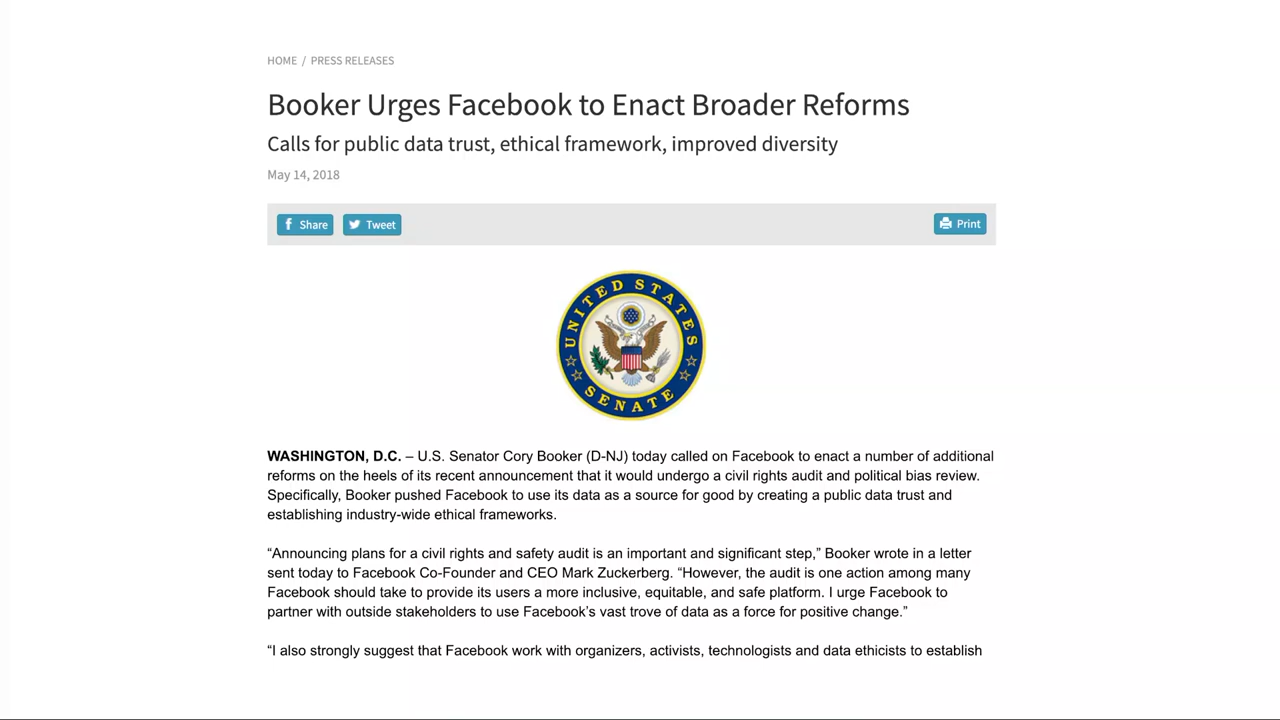 HOME / PRESS RELEASES
Booker Urges Facebook to Enact Broader Reforms
Calls for public data trust, ethical framework, improved diversity
May 14, 2018
Share Tweet Print
UNITED STATES
SENATE
WASHINGTON, D.C. – U.S. Senator Cory Booker (D-NJ) today called on Facebook to enact a number of additional
reforms on the heels of its recent announcement that it would undergo a civil rights audit and political bias review.
Specifically, Booker pushed Facebook to use its data as a source for good by creating a public data trust and
establishing industry-wide ethical frameworks.
“Announcing plans for a civil rights and safety audit is an important and significant step,” Booker wrote in a letter
sent today to Facebook Co-Founder and CEO Mark Zuckerberg. “However, the audit is one action among many
Facebook should take to provide its users a more inclusive, equitable, and safe platform. I urge Facebook to
partner with outside stakeholders to use Facebook’s vast trove of data as a force for positive change.”
“I also strongly suggest that Facebook work with organizers, activists, technologists and data ethicists to establish